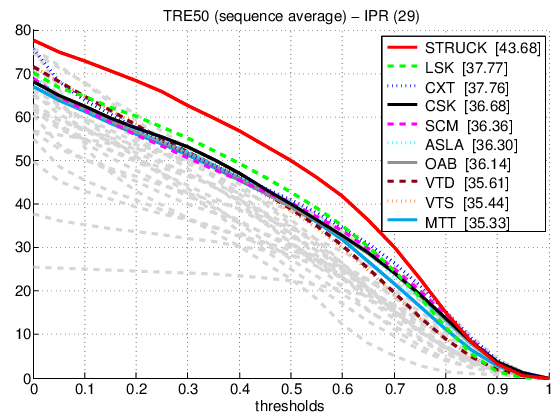 TRE50 (sequence average) – IPR (29)
80
70
60
50
40
30
20
10
0
STRUCK [43.68]
LSK [37.77]
CXT [37.76]
CSK [36.68]
SCM [36.36]
ASLA [36.30]
OAB [36.14]
VTD [35.61]
VTS [35.44]
MTT [35.33]
0 0.1 0.2 0.3 0.4 0.5 0.6 0.7 0.8 0.9 1
thresholds